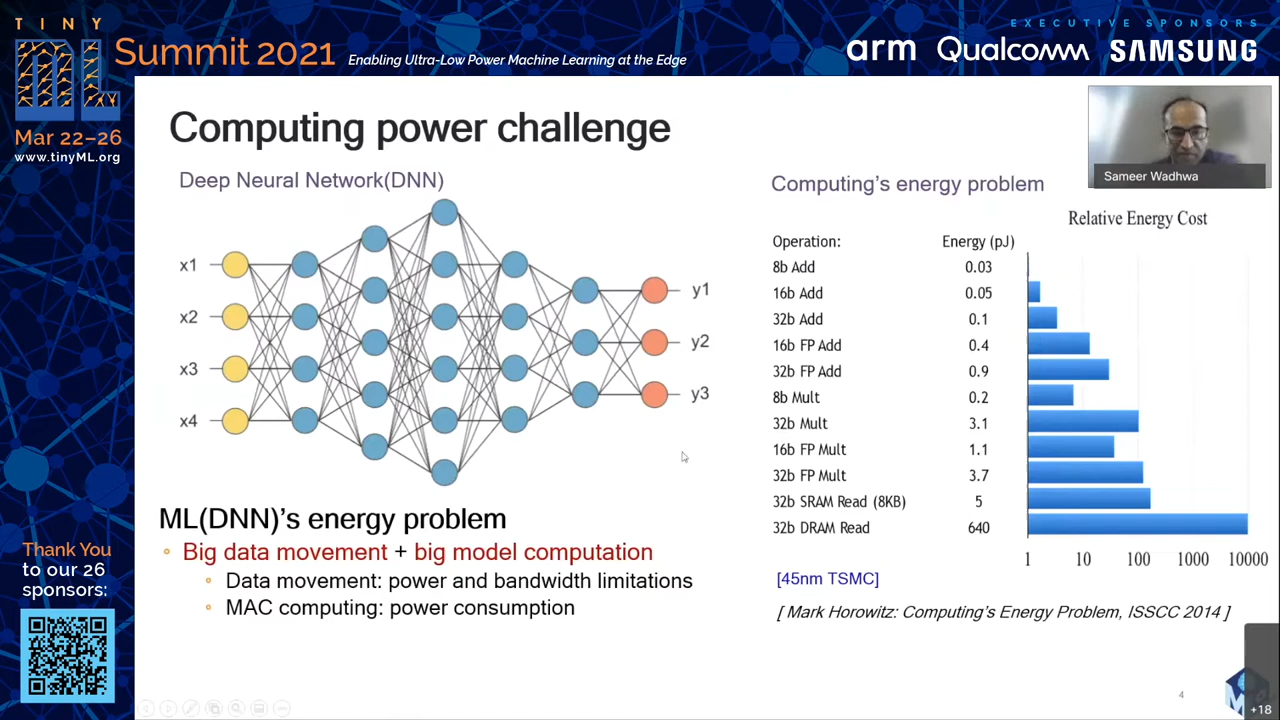 TINY
ML
Summit 2021
Enabling Ultra-Low Power Machine Learning at the Edge
EXECUTIVE SPONSORS
arm Qualcomm SAMSUNG
Mar 22–26
www.tinyML.org
Computing power challenge
Sameer Wadhwa
Deep Neural Network(DNN)
x1
x2
x3
x4
y1
y2
y3
Computing's energy problem
Relative Energy Cost
Operation: Energy (pJ)
8b Add 0.03
16b Add 0.05
32b Add 0.1
16b FP Add 0.4
32b FP Add 0.9
8b Mult 0.2
32b Mult 3.1
16b FP Mult 1.1
32b FP Mult 3.7
32b SRAM Read (8KB) 5
32b DRAM Read 640
1 10 100 1000 10000
[45nm TSMC]
[ Mark Horowitz: Computing's Energy Problem, ISSCC 2014 ]
ML(DNN)'s energy problem
Big data movement + big model computation
Data movement: power and bandwidth limitations
MAC computing: power consumption
Thank You
to our 26
sponsors:
4
+18